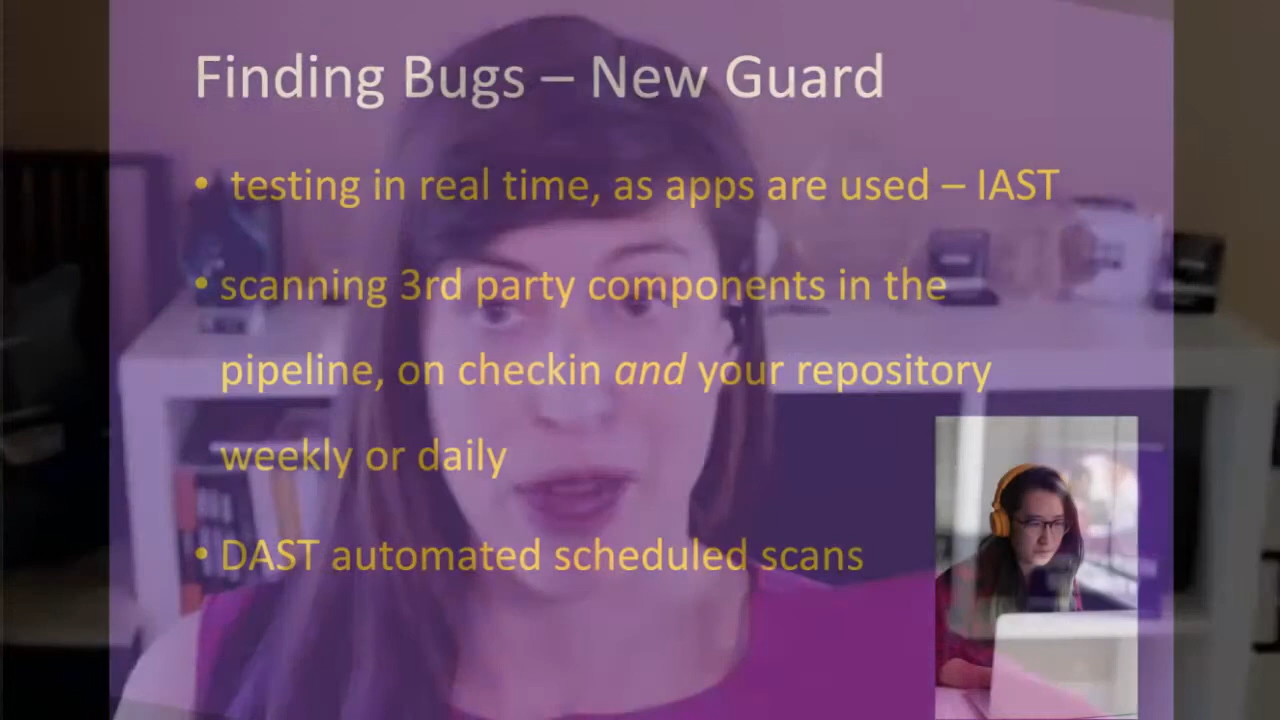 Finding Bugs – New Guard
• testing in real time, as apps are used – IAST
• scanning 3rd party components in the
pipeline, on checkin and your repository
weekly or daily
• DAST automated scheduled scans